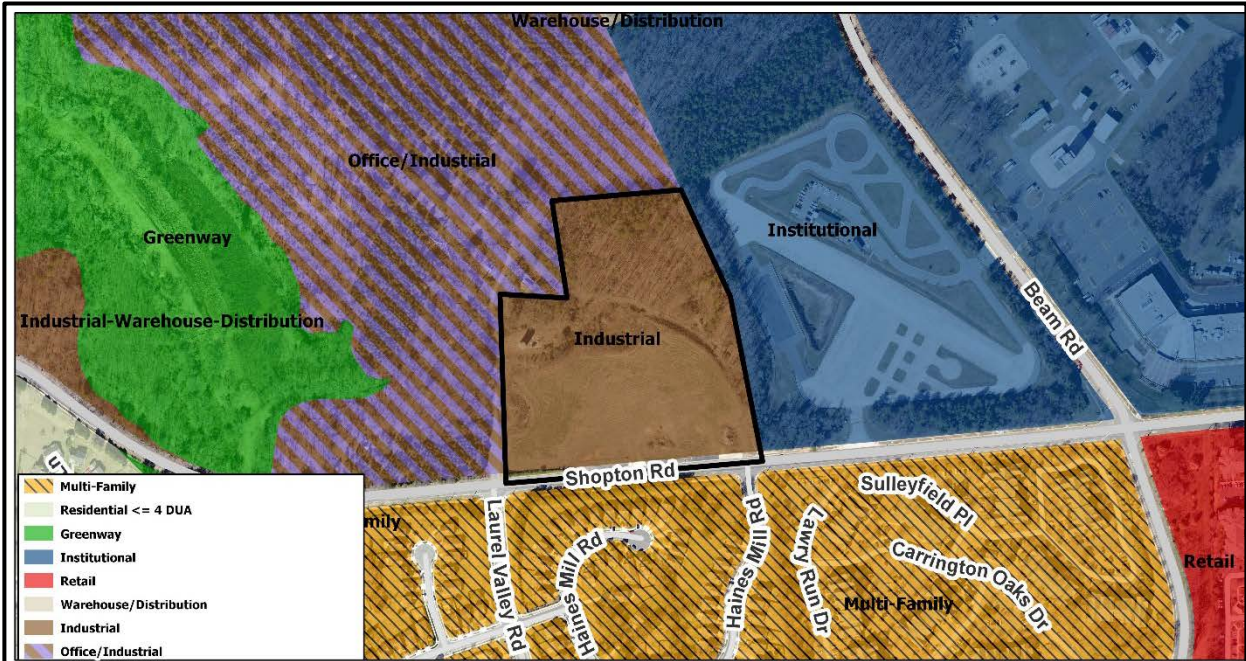 Warehouse/Distribution
Office/Industrial
Greenway
Institutional
Industrial-Warehouse-Distribution
Industrial
Beam Rd
Ln
Shopton Rd
Multi-Family
Residential <= 4 DUA
Greenway
Institutional
Retail
Warehouse/Distribution
Industrial
Office/Industrial
mily
Laurel Valley Rd
Haines Mill Rd
Haines Mill Rd
Lawry Run Dr
Sulleyfield Pl
Carrington Oaks Dr
Multi-Family
Retail